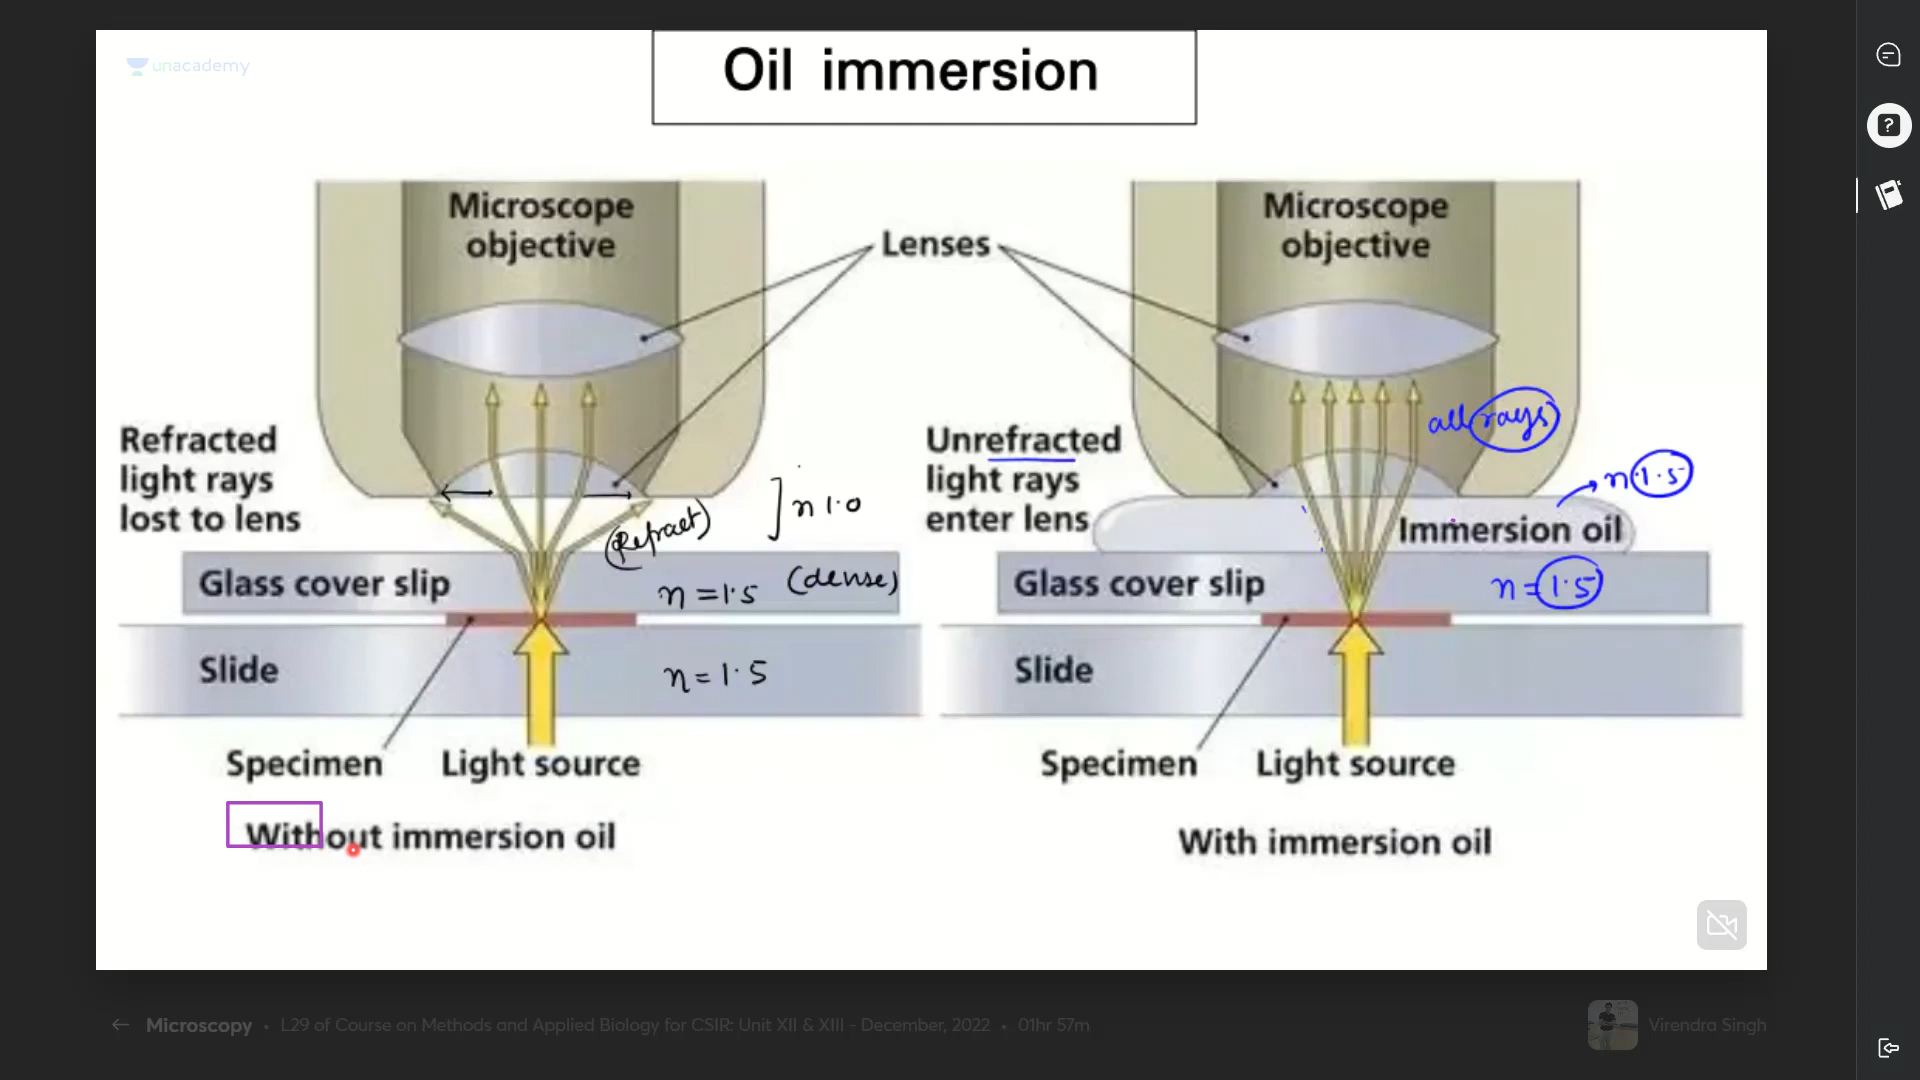 unacademy
Oil immersion
Microscope
objective
Lenses
Microscope
objective
Refracted
light rays
lost to lens
(Refract)
] n 1.0
Unrefracted
light rays
enter lens
all rays
n 1.5
Immersion oil
Glass cover slip
n = 1.5 (dense)
Glass cover slip
n = 1.5
Slide
n = 1.5
Slide
Specimen
Light source
Specimen
Light source
Without immersion oil
With immersion oil
← Microscopy • L29 of Course on Methods and Applied Biology for CSIR: Unit XII & XIII - December, 2022 • 01hr 57m
Virendra Singh